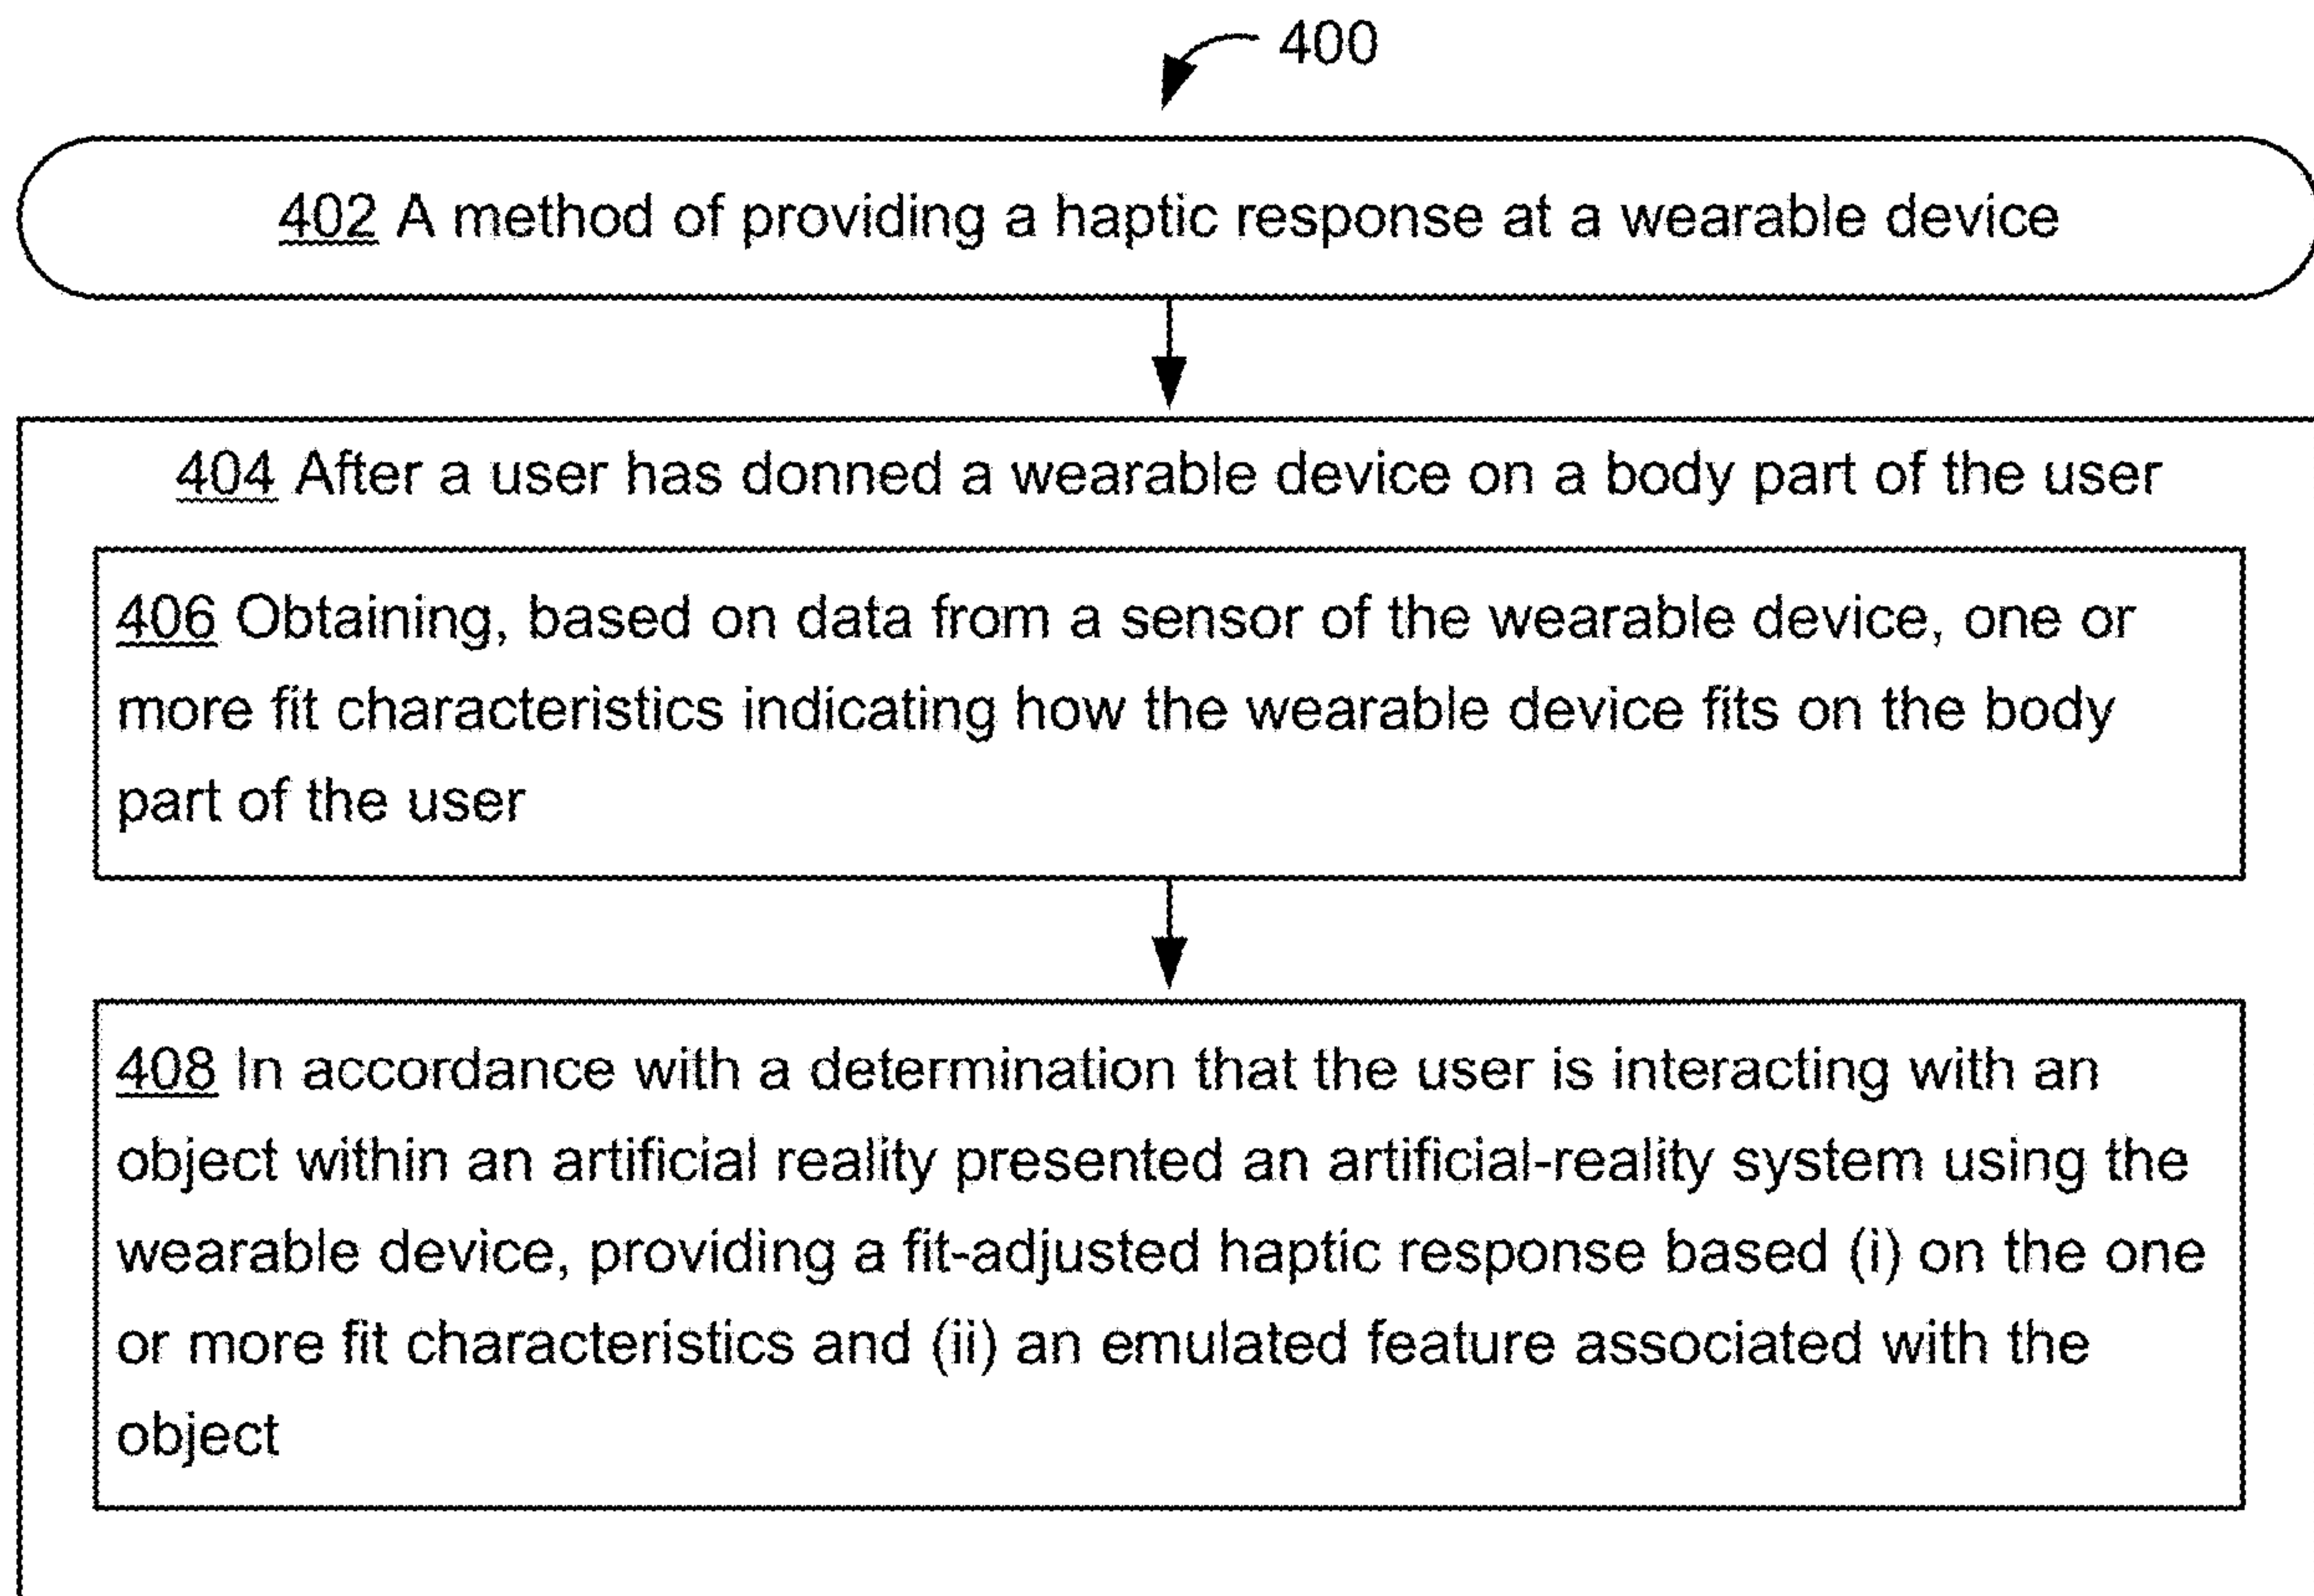 400
402 A method of providing a haptic response at a wearable device
404 After a user has donned a wearable device on a body part of the user
406 Obtaining, based on data from a sensor of the wearable device, one or
more fit characteristics indicating how the wearable device fits on the body
part of the user
408 In accordance with a determination that the user is interacting with an
object within an artificial reality presented an artificial-reality system using the
wearable device, providing a fit-adjusted haptic response based (i) on the one
or more fit characteristics and (ii) an emulated feature associated with the
object